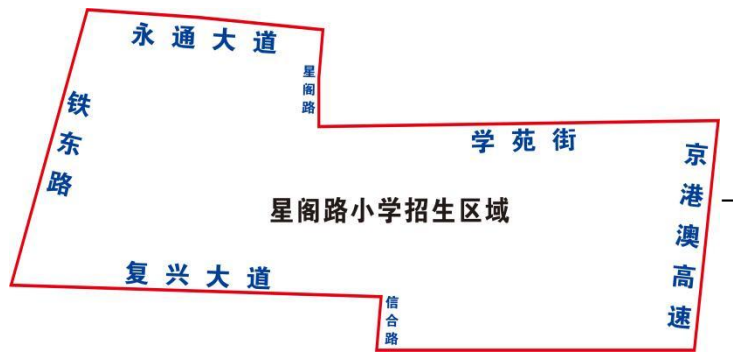 永通大道
星阁路
铁东路
学苑街
京港澳高速
星阁路小学招生区域
复兴大道
信合路